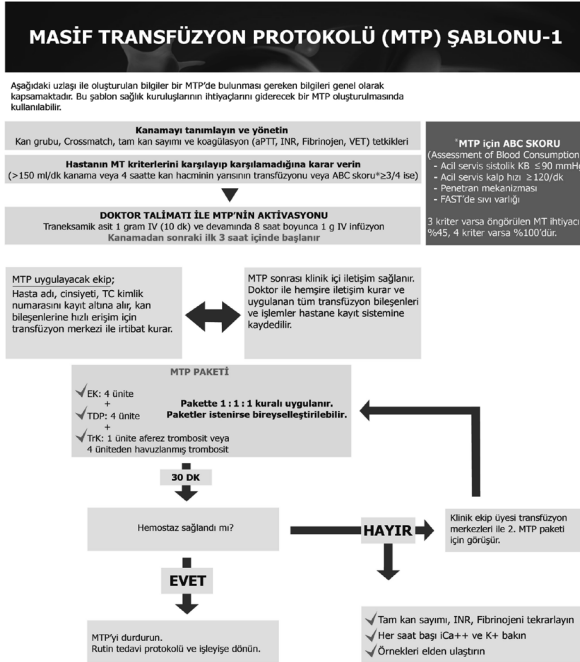 MASİF TRANSFÜZYON PROTOKOLÜ (MTP) ŞABLONU-1
Aşağıdaki uzlaşı ile oluşturulan bilgiler bir MTP'de bulunması gereken bilgileri genel olarak
kapsamaktadır. Bu şablon sağlık kuruluşlarının ihtiyaçlarını giderecek bir MTP oluşturulmasında
kullanılabilir.
Kanamayı tanımlayın ve yönetin
Kan grubu, Crossmatch, tam kan sayımı ve koagülasyon (aPTT, INR, Fibrinojen, VET) tetkikleri
Hastanın MT kriterlerini karşılayıp karşılamadığına karar verin
(>150 ml/dk kanama veya 4 saatte kan hacminin yarısının transfüzyonu veya ABC skoru*≥3/4 ise)
DOKTOR TALİMATI İLE MTP'NİN AKTİVASYONU
Traneksamik asit 1 gram IV (10 dk) ve devamında 8 saat boyunca 1 g IV infüzyon
Kanamadan sonraki ilk 3 saat içinde başlanır
*MTP için ABC SKORU
(Assessment of Blood Consumption
- Acil servis sistolik KB ≤90 mmHg
- Acil servis kalp hızı ≥120/dk
- Penetran mekanizması
- FAST'de sıvı varlığı
3 kriter varsa öngörülen MT ihtiyacı
%45, 4 kriter varsa %100'dür.
MTP uygulayacak ekip;
Hasta adı, cinsiyeti, TC kimlik
numarasını kayıt altına alır, kan
bileşenlerine hızlı erişim için
transfüzyon merkezi ile irtibat kurar.
MTP sonrası klinik içi iletişim sağlanır.
Doktor ile hemşire iletişim kurar ve
uygulanan tüm transfüzyon bileşenleri
ve işlemler hastane kayıt sistemine
kaydedilir.
MTP PAKETİ
EK: 4 ünite
+
TDP: 4 ünite
+
TrK: 1 ünite aferez trombosit veya
4 üniteden havuzlanmış trombosit
Pakette 1 : 1 : 1 kuralı uygulanır.
Paketler istenirse bireyselleştirilebilir.
30 DK
Hemostaz sağlandı mı?
HAYIR
Klinik ekip üyesi transfüzyon
merkezleri ile 2. MTP paketi
için görüşür.
EVET
MTP'yi durdurun.
Rutin tedavi protokolü ve işleyişe dönün.
Tam kan sayımı, INR, Fibrinojeni tekrarlayın
Her saat başı iCa++ ve K+ bakın
Örnekleri elden ulaştırın